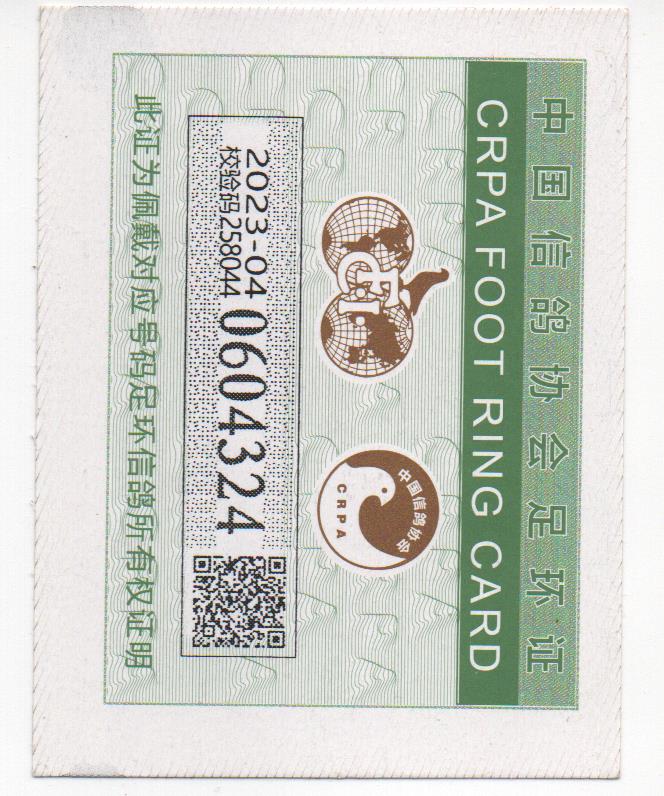 中国信鸽协会足环证
CRPA FOOT RING CARD
中国信鸽协会
CRPA
2023-04 0604324
校验码258044
此证为佩戴对应号码足环信鸽所有权证明